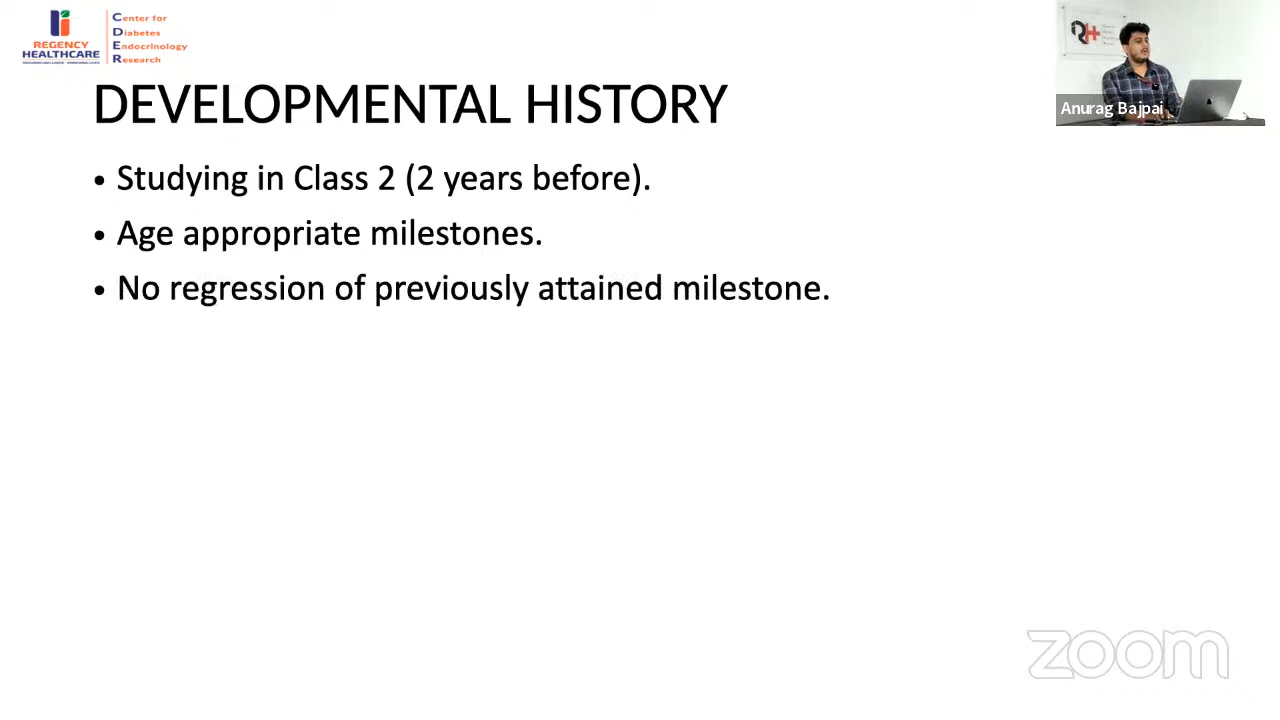 REGENCY
HEALTHCARE
Center for
Diabetes
Endocrinology
Research
DEVELOPMENTAL HISTORY
• Studying in Class 2 (2 years before).
• Age appropriate milestones.
• No regression of previously attained milestone.
Anurag Bajpai
zoom